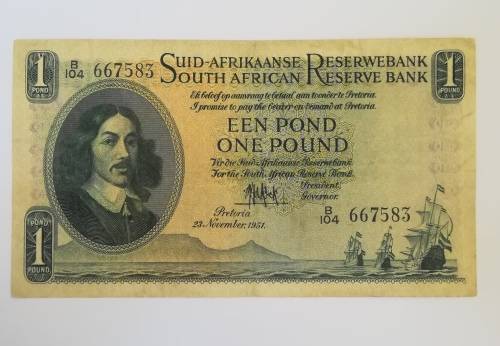 1 POND
B/104 667583
SUID-AFRIKAANSE RESERWEBANK
SOUTH AFRICAN RESERVE BANK
1 POUND
Ek beloof op aanvraag te betaal aan toonder te Pretoria.
I promise to pay the bearer on demand at Pretoria.
EEN POND
ONE POUND
Vir die Suid-Afrikaanse Reserwebank
For the South African Reserve Bank.
President.
Governor.
Pretoria
23. November, 1951.
B/104 667583
POND
1
POUND